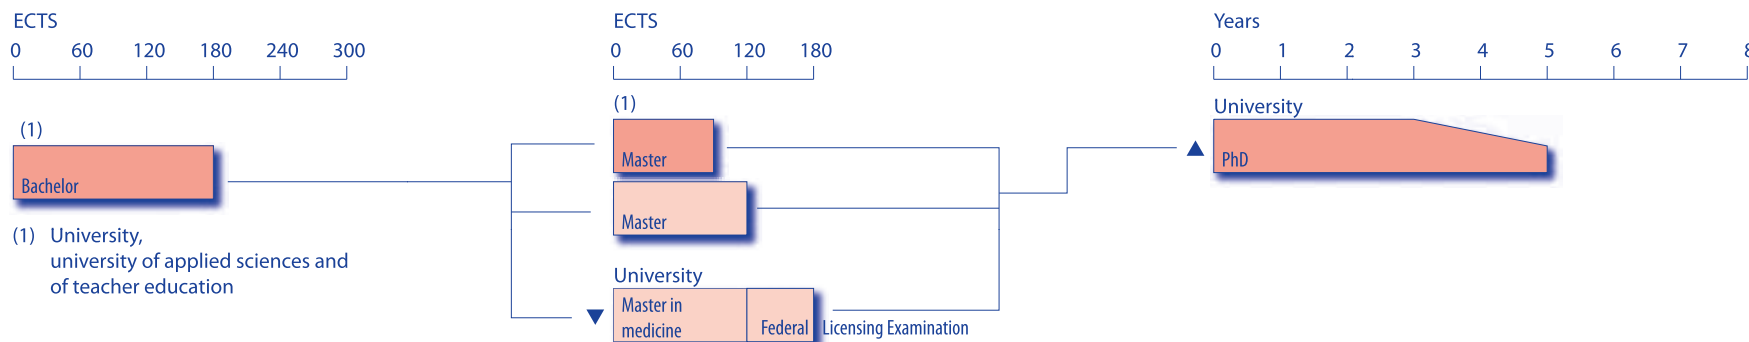 ECTS
0 60 120 180 240 300
(1)
Bachelor
(1) University,
university of applied sciences and
of teacher education
ECTS
0 60 120 180
(1)
Master
Master
University
Master in
medicine
Federal Licensing Examination
Years
0 1 2 3 4 5 6 7 8
University
PhD